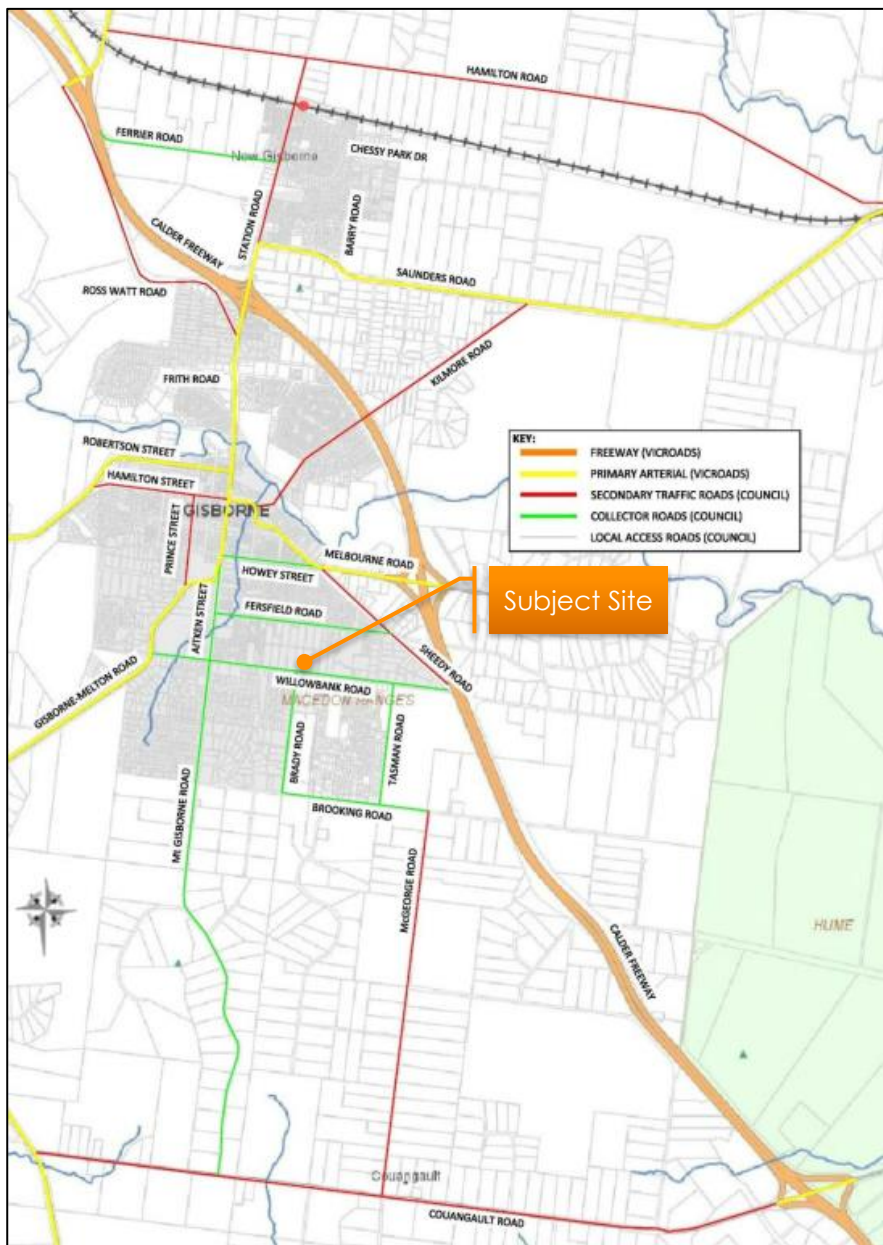 HAMILTON ROAD
FERRIER ROAD
New Gisborne
CHESSY PARK DR
STATION ROAD
BARRY ROAD
CALDER FREEWAY
SAUNDERS ROAD
ROSS WATT ROAD
KILMORE ROAD
FRITH ROAD
KEY:
FREEWAY (VICROADS)
PRIMARY ARTERIAL (VICROADS)
SECONDARY TRAFFIC ROADS (COUNCIL)
COLLECTOR ROADS (COUNCIL)
LOCAL ACCESS ROADS (COUNCIL)
ROBERTSON STREET
HAMILTON STREET
GISBORNE
PRINCE STREET
MELBOURNE ROAD
HOWEY STREET
Subject Site
FERSFIELD ROAD
AITKEN STREET
SHEEDY ROAD
GISBORNE-MELTON ROAD
WILLOWBANK ROAD
MACEDON RANGES
BRADY ROAD
TASMAN ROAD
BROOKING ROAD
Mt GISBORNE ROAD
McGEORGE ROAD
HUME
CALDER FREEWAY
Couangault
COUANGAULT ROAD